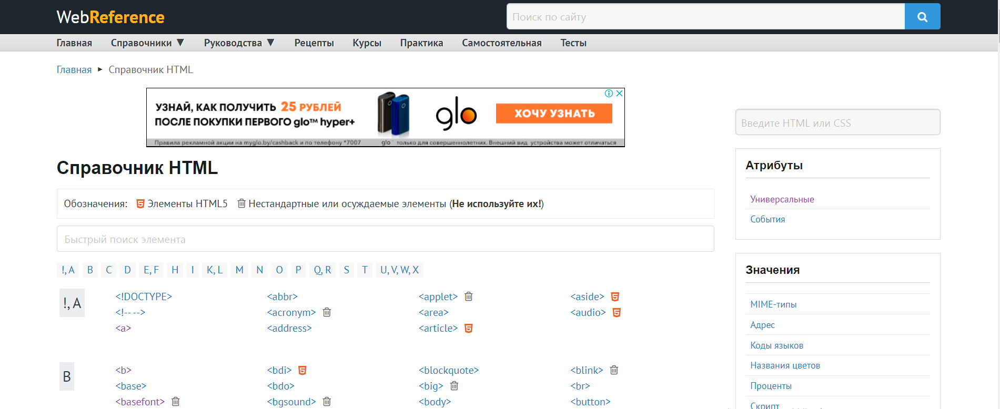 WebReference
Поиск по сайту
Главная Справочники ▼ Руководства ▼ Рецепты Курсы Практика Самостоятельная Тесты
Главная ► Справочник HTML
УЗНАЙ, КАК ПОЛУЧИТЬ 25 РУБЛЕЙ
ПОСЛЕ ПОКУПКИ ПЕРВОГО glo™ hyper+
glo
ХОЧУ УЗНАТЬ
Правила рекламной акции на myglo.by/cashback и по телефону *7007 glo™ только для совершеннолетних. Внешний вид устройства может отличаться
Справочник HTML
Обозначения: Элементы HTML5 Нестандартные или осуждаемые элементы (Не используйте их!)
Быстрый поиск элемента
!, A B C D E, F H I K, L M N O P Q, R S T U, V, W, X
!, A
<!DOCTYPE> <abbr> <applet> <aside>
<!-- --> <acronym> <area> <audio>
<a> <address> <article>
B
<b> <bdi> <blockquote> <blink>
<base> <bdo> <big> <br>
<basefont> <bgsound> <body> <button>
Введите HTML или CSS
Атрибуты
Универсальные
События
Значения
MIME-типы
Адрес
Коды языков
Названия цветов
Проценты
Скрипт